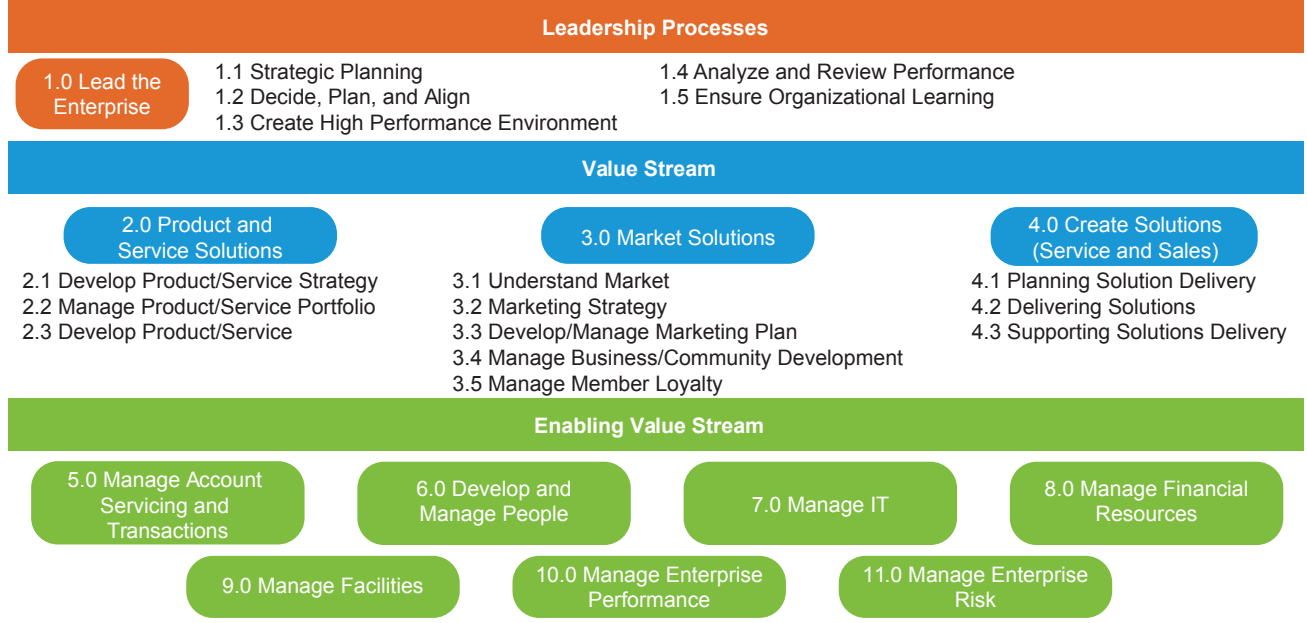 Leadership Processes
1.0 Lead the
Enterprise
1.1 Strategic Planning
1.2 Decide, Plan, and Align
1.3 Create High Performance Environment
1.4 Analyze and Review Performance
1.5 Ensure Organizational Learning
Value Stream
2.0 Product and
Service Solutions
2.1 Develop Product/Service Strategy
2.2 Manage Product/Service Portfolio
2.3 Develop Product/Service
3.0 Market Solutions
3.1 Understand Market
3.2 Marketing Strategy
3.3 Develop/Manage Marketing Plan
3.4 Manage Business/Community Development
3.5 Manage Member Loyalty
4.0 Create Solutions
(Service and Sales)
4.1 Planning Solution Delivery
4.2 Delivering Solutions
4.3 Supporting Solutions Delivery
Enabling Value Stream
5.0 Manage Account
Servicing and
Transactions
6.0 Develop and
Manage People
7.0 Manage IT
8.0 Manage Financial
Resources
9.0 Manage Facilities
10.0 Manage Enterprise
Performance
11.0 Manage Enterprise
Risk